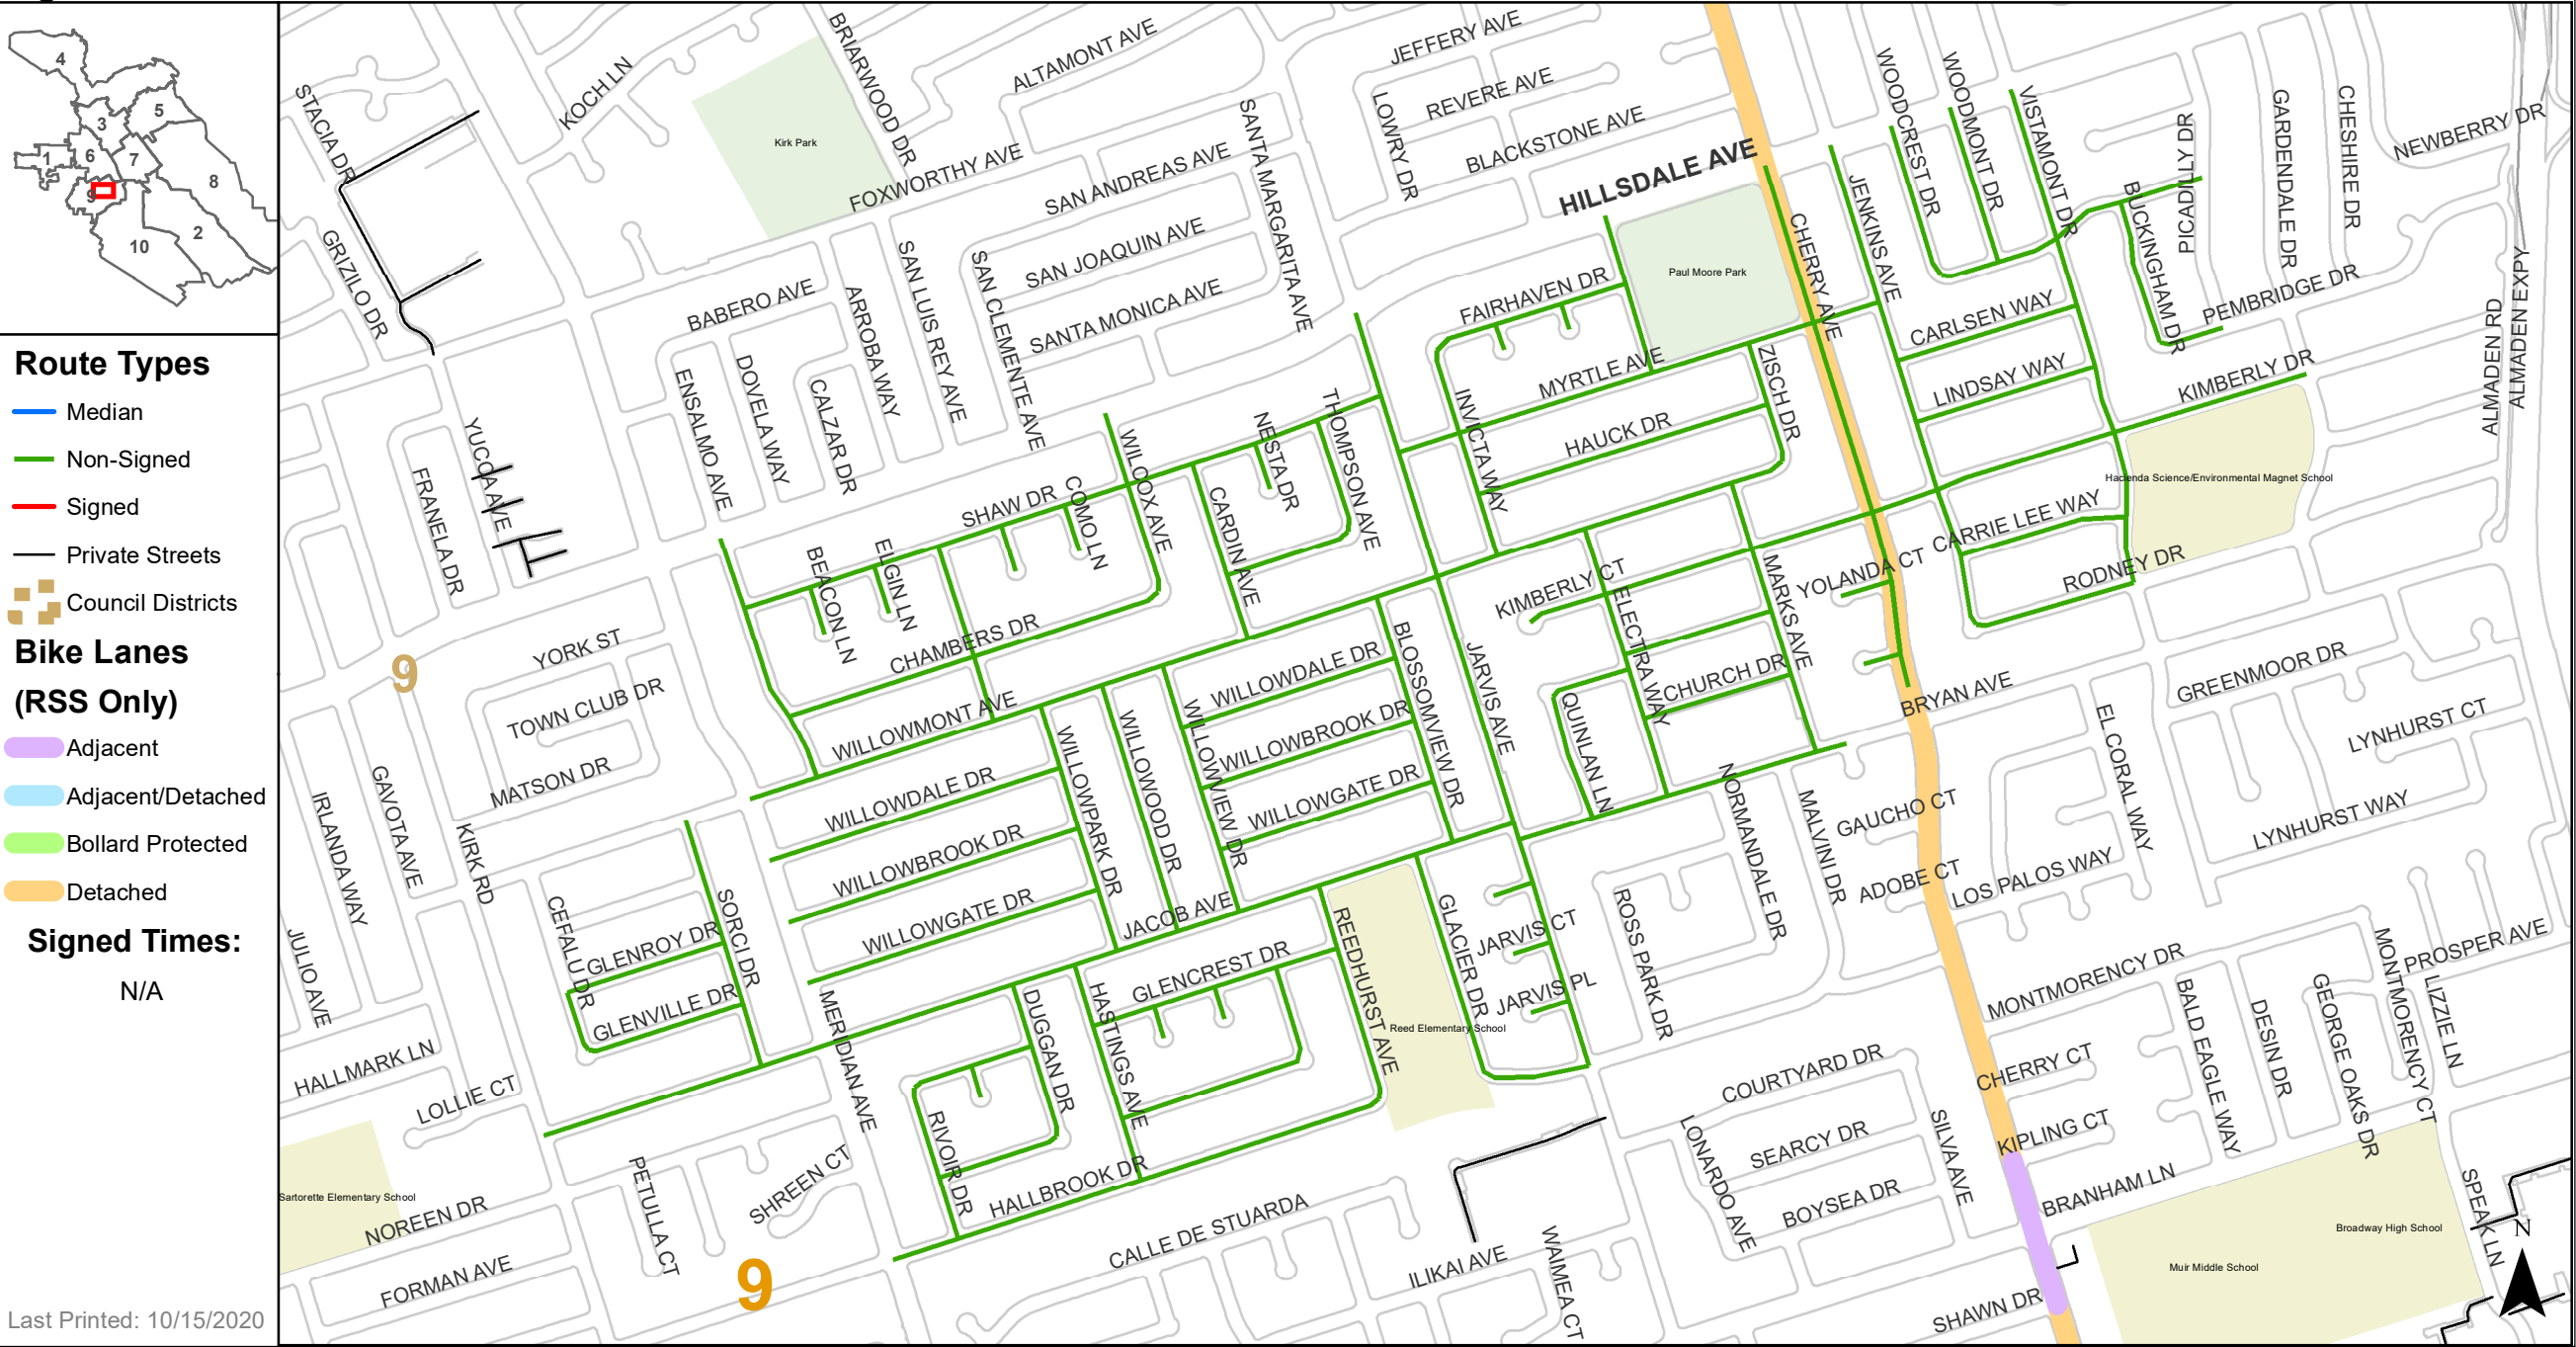 4
5
3
1
6
7
8
9
2
10
Route Types
Median
Non-Signed
Signed
Private Streets
Council Districts
Bike Lanes
(RSS Only)
Adjacent
Adjacent/Detached
Bollard Protected
Detached
Signed Times:
N/A
Last Printed: 10/15/2020
STACIA DR
KOCH LN
BRIARWOOD DR
ALTAMONT AVE
JEFFERY AVE
REVERE AVE
BLACKSTONE AVE
LOWRY DR
WOODCREST DR
WOODMONT DR
VISTAMONT DR
PICADILLY DR
GARDENDALE DR
CHESHIRE DR
NEWBERRY DR
Kirk Park
FOXWORTHY AVE
SAN ANDREAS AVE
SANTA MARGARITA AVE
HILLSDALE AVE
JENKINS AVE
BUCKINGHAM DR
GRIZILO DR
SAN JOAQUIN AVE
SAN LUIS REY AVE
SAN CLEMENTE AVE
SANTA MONICA AVE
BABERO AVE
ARROBA WAY
FAIRHAVEN DR
Paul Moore Park
CHERRY AVE
CARLSEN WAY
PEMBRIDGE DR
ALMADEN RD
ALMADEN EXPY
ENSALMO AVE
DOVELA WAY
CALZAR DR
MYRTLE AVE
ZISCH DR
LINDSAY WAY
KIMBERLY DR
YUCCA AVE
FRANELA DR
SHAW DR
COMO LN
WILCOX AVE
CARDIN AVE
NESTA DR
THOMPSON AVE
INVICTA WAY
HAUCK DR
Hacienda Science/Environmental Magnet School
CARRIE LEE WAY
BEACON LN
ELGIN LN
KIMBERLY CT
ELECTRA WAY
MARKS AVE
YOLANDA CT
RODNEY DR
9
YORK ST
TOWN CLUB DR
MATSON DR
CHAMBERS DR
WILLOWMONT AVE
WILLOWDALE DR
BLOSSOMVIEW DR
JARVIS AVE
CHURCH DR
QUINLAN LN
BRYAN AVE
GREENMOOR DR
LYNHURST CT
EL CORAL WAY
IRLANDA WAY
GAVOTA AVE
KIRK RD
WILLOWDALE DR
WILLOWPARK DR
WILLOWOOD DR
WILLOWVIEW DR
WILLOWBROOK DR
WILLOWGATE DR
NORMANDALE DR
MALVINI DR
GAUCHO CT
LYNHURST WAY
WILLOWBROOK DR
WILLOWGATE DR
JACOB AVE
ADOBE CT
LOS PALOS WAY
JULIO AVE
CEFALU DR
GLENROY DR
SORCI DR
GLENVILLE DR
MERIDIAN AVE
DUGGAN DR
HASTINGS AVE
GLENCREST DR
REEDHURST AVE
Reed Elementary School
GLACIER DR
JARVIS CT
JARVIS PL
ROSS PARK DR
MONTMORENCY DR
MONTMORENCY CT
PROSPER AVE
LIZZIE LN
HALLMARK LN
LOLLIE CT
BALD EAGLE WAY
DESIN DR
GEORGE OAKS DR
CHERRY CT
COURTYARD DR
SEARCY DR
BOYSEA DR
LONARDO AVE
SILVA AVE
KIPLING CT
BRANHAM LN
Sartorette Elementary School
NOREEN DR
FORMAN AVE
PETULLA CT
SHREEN CT
RIVOIR DR
HALLBROOK DR
CALLE DE STUARDA
ILIKAI AVE
WAIMEA CT
SHAWN DR
Broadway High School
Muir Middle School
SPEAK LN
N
9